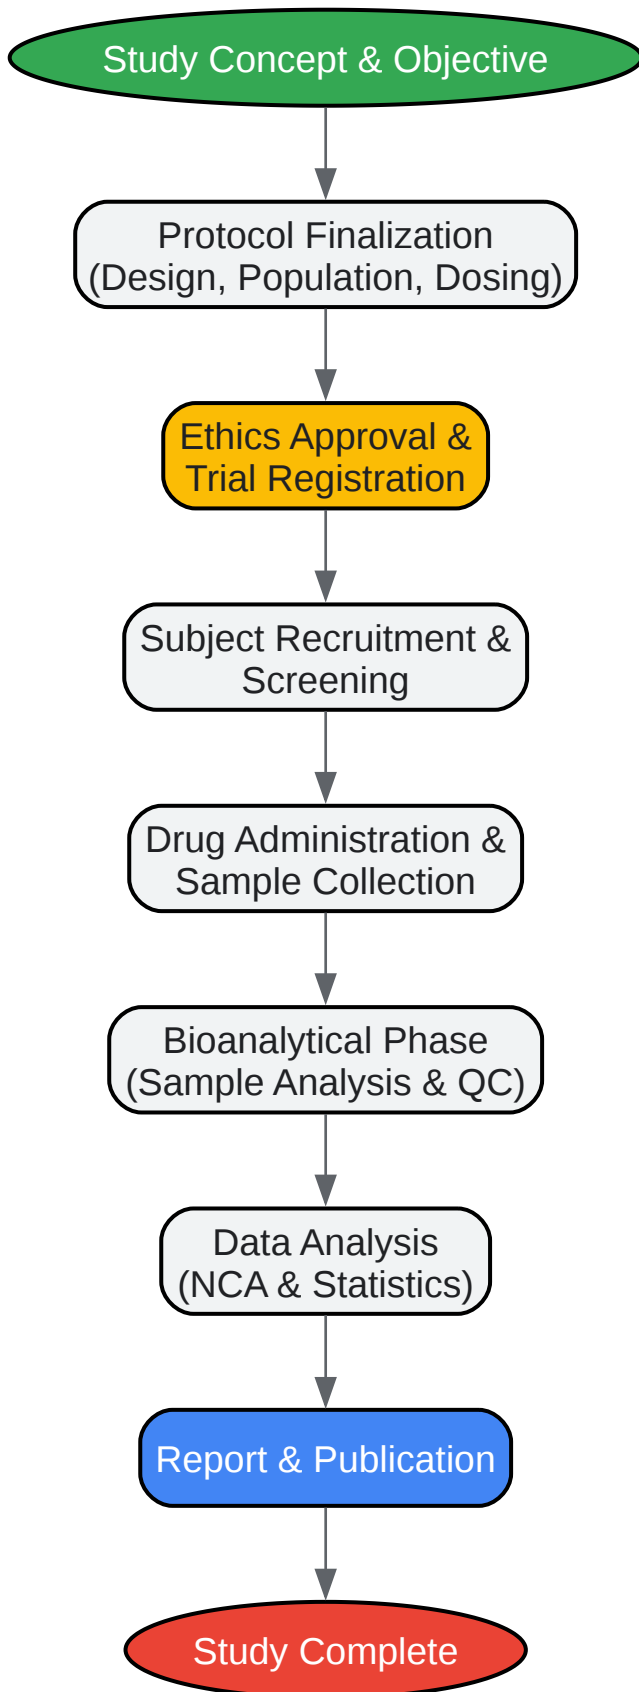 Study Concept & Objective
Protocol Finalization
(Design, Population, Dosing)
Ethics Approval &
Trial Registration
Subject Recruitment &
Screening
Drug Administration &
Sample Collection
Bioanalytical Phase
(Sample Analysis & QC)
Data Analysis
(NCA & Statistics)
Report & Publication
Study Complete